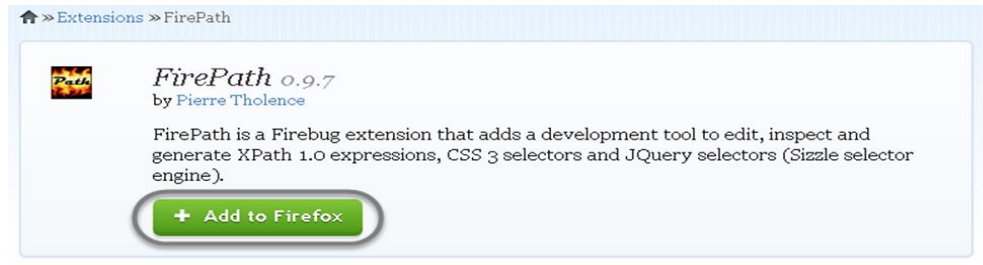 » Extensions » FirePath
Path
FirePath 0.9.7
by Pierre Tholence
FirePath is a Firebug extension that adds a development tool to edit, inspect and
generate XPath 1.0 expressions, CSS 3 selectors and JQuery selectors (Sizzle selector
engine).
+ Add to Firefox